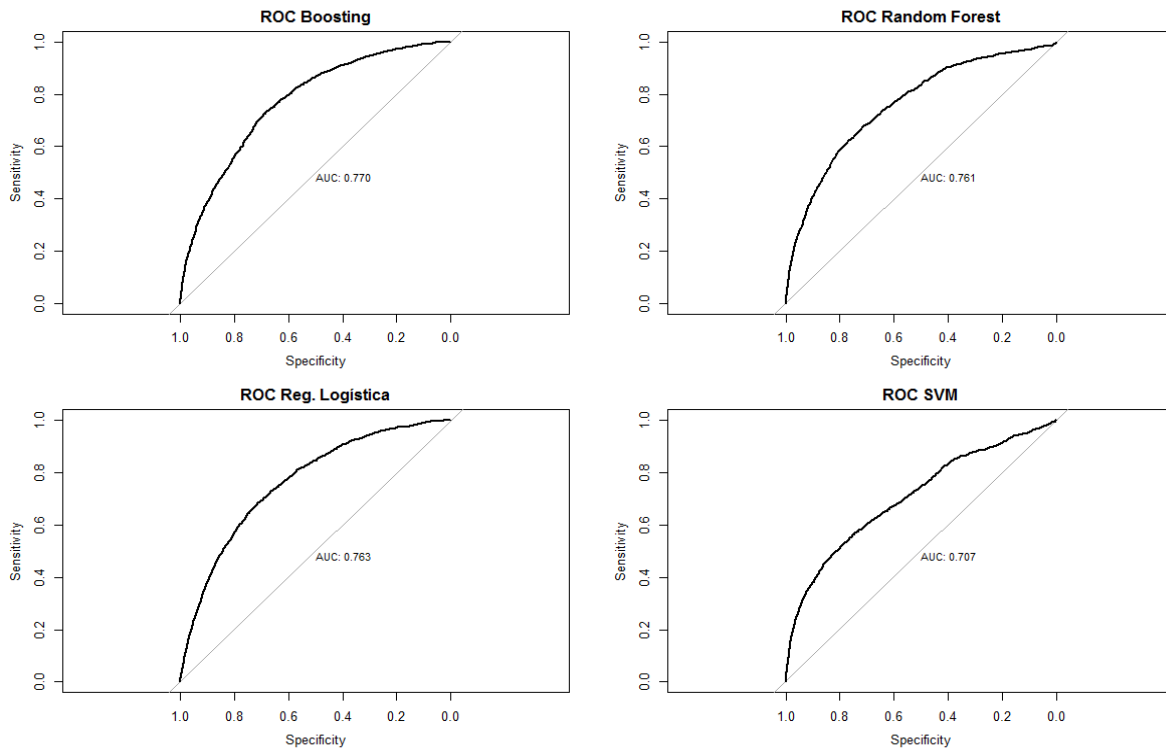 ROC Boosting
Sensitivity
0.0 0.2 0.4 0.6 0.8 1.0
AUC: 0.770
1.0 0.8 0.6 0.4 0.2 0.0
Specificity
ROC Random Forest
Sensitivity
0.0 0.2 0.4 0.6 0.8 1.0
AUC: 0.761
1.0 0.8 0.6 0.4 0.2 0.0
Specificity
ROC Reg. Logística
Sensitivity
0.0 0.2 0.4 0.6 0.8 1.0
AUC: 0.763
1.0 0.8 0.6 0.4 0.2 0.0
Specificity
ROC SVM
Sensitivity
0.0 0.2 0.4 0.6 0.8 1.0
AUC: 0.707
1.0 0.8 0.6 0.4 0.2 0.0
Specificity